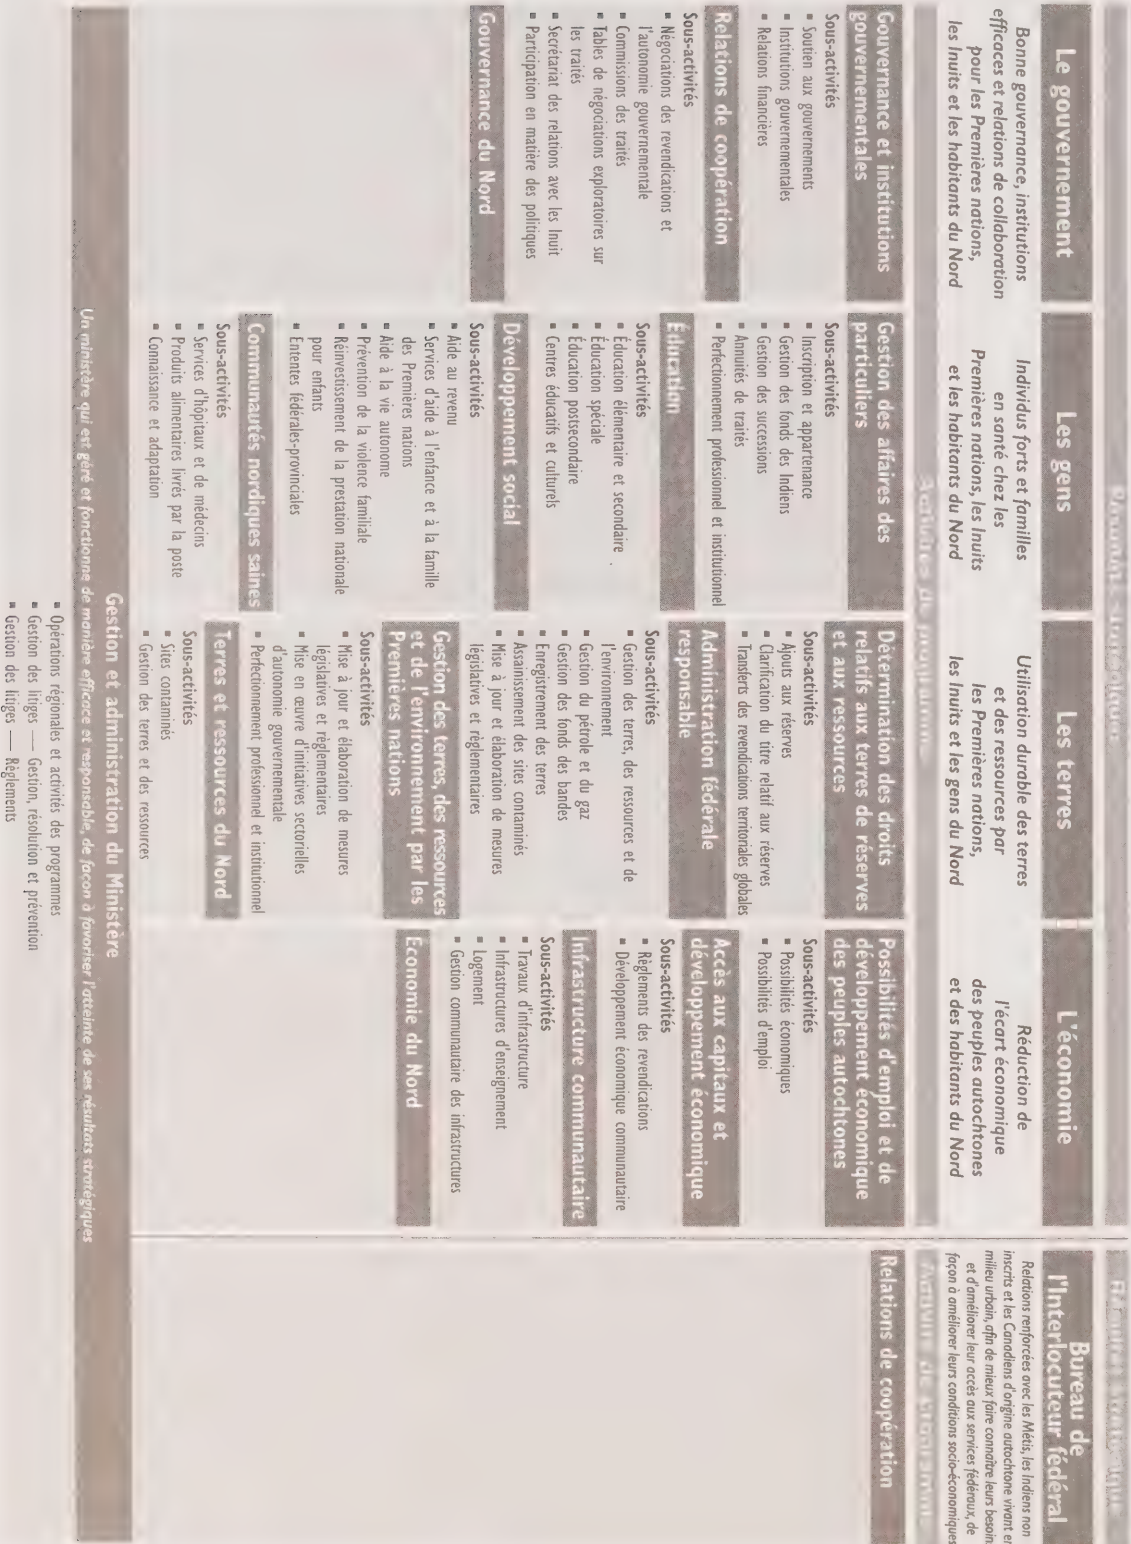 Résultats stratégiques
Le gouvernement
Bonne gouvernance, institutions
efficaces et relations de collaboration
pour les Premières nations,
les Inuits et les habitants du Nord
Les gens
Individus forts et familles
en santé chez les
Premières nations, les Inuits
et les habitants du Nord
Les terres
Utilisation durable des terres
et des ressources par
les Premières nations,
les Inuits et les gens du Nord
L'économie
Réduction de
l'écart économique
des peuples autochtones
et des habitants du Nord
Bureau de
l'Interlocuteur fédéral
Relations renforcées avec les Métis, les Indiens non
inscrits et les Canadiens d'origine autochtone vivant en
milieu urbain, afin de mieux faire connaître leurs besoins
et d'améliorer leur accès aux services fédéraux, de
façon à améliorer leurs conditions socio-économiques
Activités de
Gouvernance et institutions
gouvernementales
Sous-activités
▪ Soutien aux gouvernements
▪ Institutions gouvernementales
▪ Relations financières
Relations de coopération
Sous-activités
▪ Négociations des revendications et
l'autonomie gouvernementale
▪ Commissions des traités
▪ Tables de négociations exploratoires sur
les traités
▪ Secrétariat des relations avec les Inuit
▪ Participation en matière des politiques
Gouvernance du Nord
Gestion des affaires des
particuliers
Sous-activités
▪ Inscription et appartenance
▪ Gestion des fonds des Indiens
▪ Gestion des successions
▪ Annuités de traités
▪ Perfectionnement professionnel et institutionnel
Éducation
Sous-activités
▪ Éducation élémentaire et secondaire .
▪ Éducation spéciale
▪ Éducation postsecondaire
▪ Centres éducatifs et culturels
Développement social
Sous-activités
▪ Aide au revenu
▪ Services d'aide à l'enfance et à la famille
des Premières nations
▪ Aide à la vie autonome
▪ Prévention de la violence familiale
▪ Réinvestissement de la prestation nationale
pour enfants
▪ Ententes fédérales-provinciales
Communautés nordiques saines
Sous-activités
▪ Services d'hôpitaux et de médecins
▪ Produits alimentaires livrés par la poste
▪ Connaissance et adaptation
Détermination des droits
relatifs aux terres de réserves
et aux ressources
Sous-activités
▪ Ajouts aux réserves
▪ Clarification du titre relatif aux réserves
▪ Transferts des revendications territoriales globales
Administration fédérale
responsable
Sous-activités
▪ Gestion des terres, des ressources et de
l'environnement
▪ Gestion du pétrole et du gaz
▪ Gestion des fonds des bandes
▪ Enregistrement des terres
▪ Assainissement des sites contaminés
▪ Mise à jour et élaboration de mesures
législatives et règlementaires
Gestion des terres, des ressources
et de l'environnement par les
Premières nations
Sous-activités
▪ Mise à jour et élaboration de mesures
législatives et règlementaires
▪ Mise en œuvre d'initiatives sectorielles
d'autonomie gouvernementale
▪ Perfectionnement professionnel et institutionnel
Terres et ressources du Nord
Sous-activités
▪ Sites contaminés
▪ Gestion des terres et des ressources
Possibilités d'emploi et de
développement économique
des peuples autochtones
Sous-activités
▪ Possibilités économiques
▪ Possibilités d'emploi
Accès aux capitaux et
développement économique
Sous-activités
▪ Règlements des revendications
▪ Développement économique communautaire
Infrastructure communautaire
Sous-activités
▪ Travaux d'infrastructure
▪ Infrastructures d'enseignement
▪ Logement
▪ Gestion communautaire des infrastructures
Économie du Nord
Relations de coopération
Gestion et administration du Ministère
Un ministère qui est géré et fonctionne de manière efficace et responsable, de façon à favoriser l'atteinte de ses résultats stratégiques
▪ Opérations régionales et activités des programmes
▪ Gestion des litiges — Gestion, résolution et prévention
▪ Gestion des litiges — Règlements